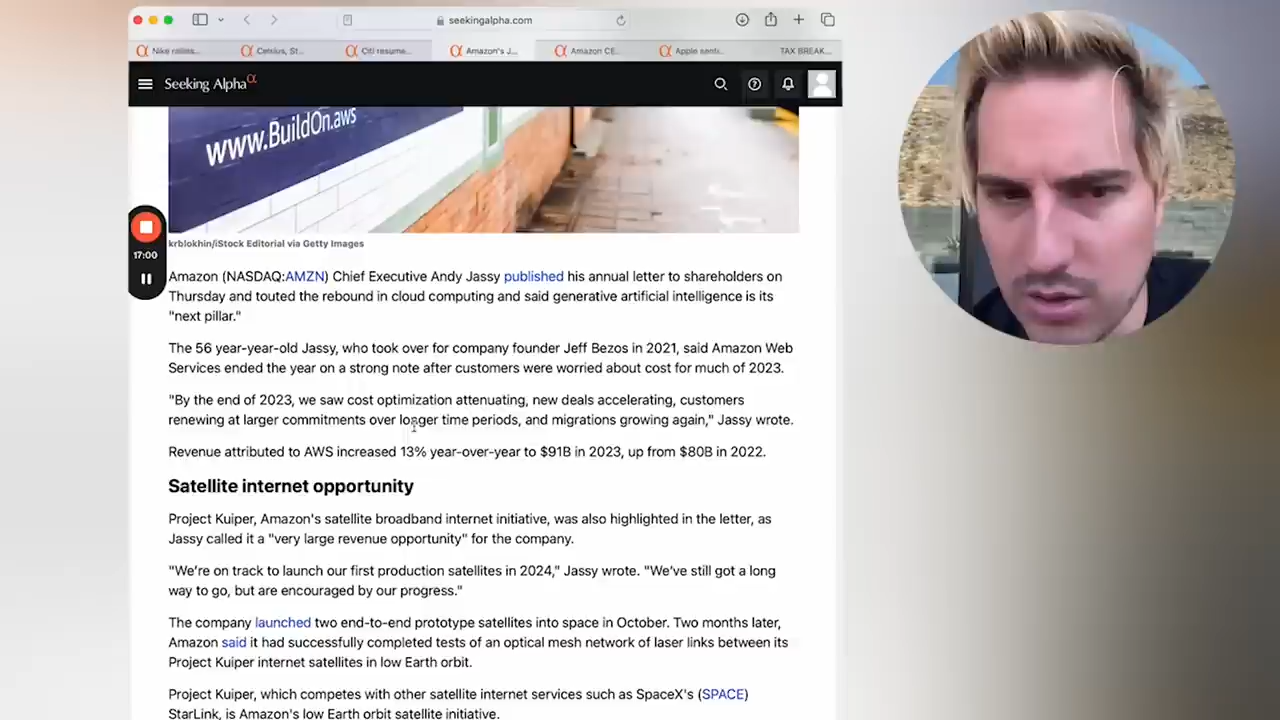 seekingalpha.com
Nike rallies...
Celsius, St...
Citi resume...
Amazon's J...
Amazon CE...
Apple senti...
TAX BREAK...
Seeking Alpha α
www.BuildOn.aws
17:00
krblokhin/iStock Editorial via Getty Images
Amazon (NASDAQ:AMZN) Chief Executive Andy Jassy published his annual letter to shareholders on
Thursday and touted the rebound in cloud computing and said generative artificial intelligence is its
"next pillar."
The 56 year-year-old Jassy, who took over for company founder Jeff Bezos in 2021, said Amazon Web
Services ended the year on a strong note after customers were worried about cost for much of 2023.
"By the end of 2023, we saw cost optimization attenuating, new deals accelerating, customers
renewing at larger commitments over longer time periods, and migrations growing again," Jassy wrote.
Revenue attributed to AWS increased 13% year-over-year to $91B in 2023, up from $80B in 2022.
Satellite internet opportunity
Project Kuiper, Amazon's satellite broadband internet initiative, was also highlighted in the letter, as
Jassy called it a "very large revenue opportunity" for the company.
"We're on track to launch our first production satellites in 2024," Jassy wrote. "We've still got a long
way to go, but are encouraged by our progress."
The company launched two end-to-end prototype satellites into space in October. Two months later,
Amazon said it had successfully completed tests of an optical mesh network of laser links between its
Project Kuiper internet satellites in low Earth orbit.
Project Kuiper, which competes with other satellite internet services such as SpaceX's (SPACE)
StarLink, is Amazon's low Earth orbit satellite initiative.